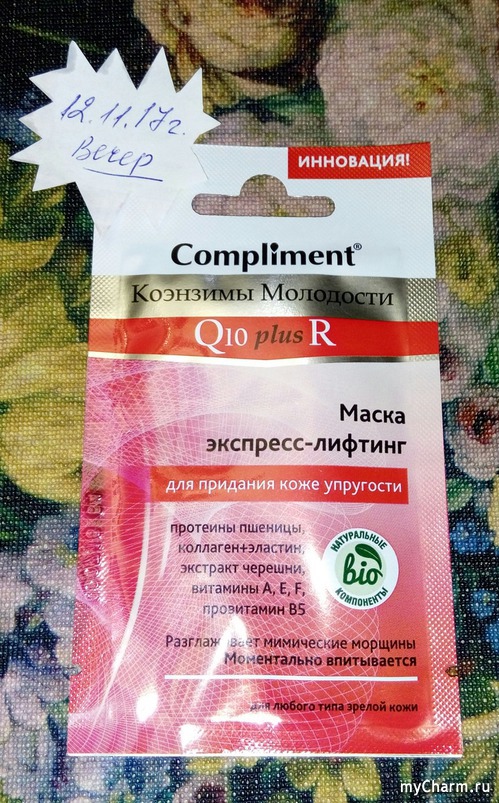 12.11.17г.
Вечер
ИННОВАЦИЯ!
Compliment®
Коэнзимы Молодости
Q10 plus R
Маска
экспресс-лифтинг
для придания коже упругости
протеины пшеницы,
коллаген+эластин,
экстракт черешни,
витамины A, E, F,
провитамин B5
НАТУРАЛЬНЫЕ
bio
КОМПОНЕНТЫ
Разглаживает мимические морщины
Моментально впитывается
для любого типа зрелой кожи
myCharm.ru